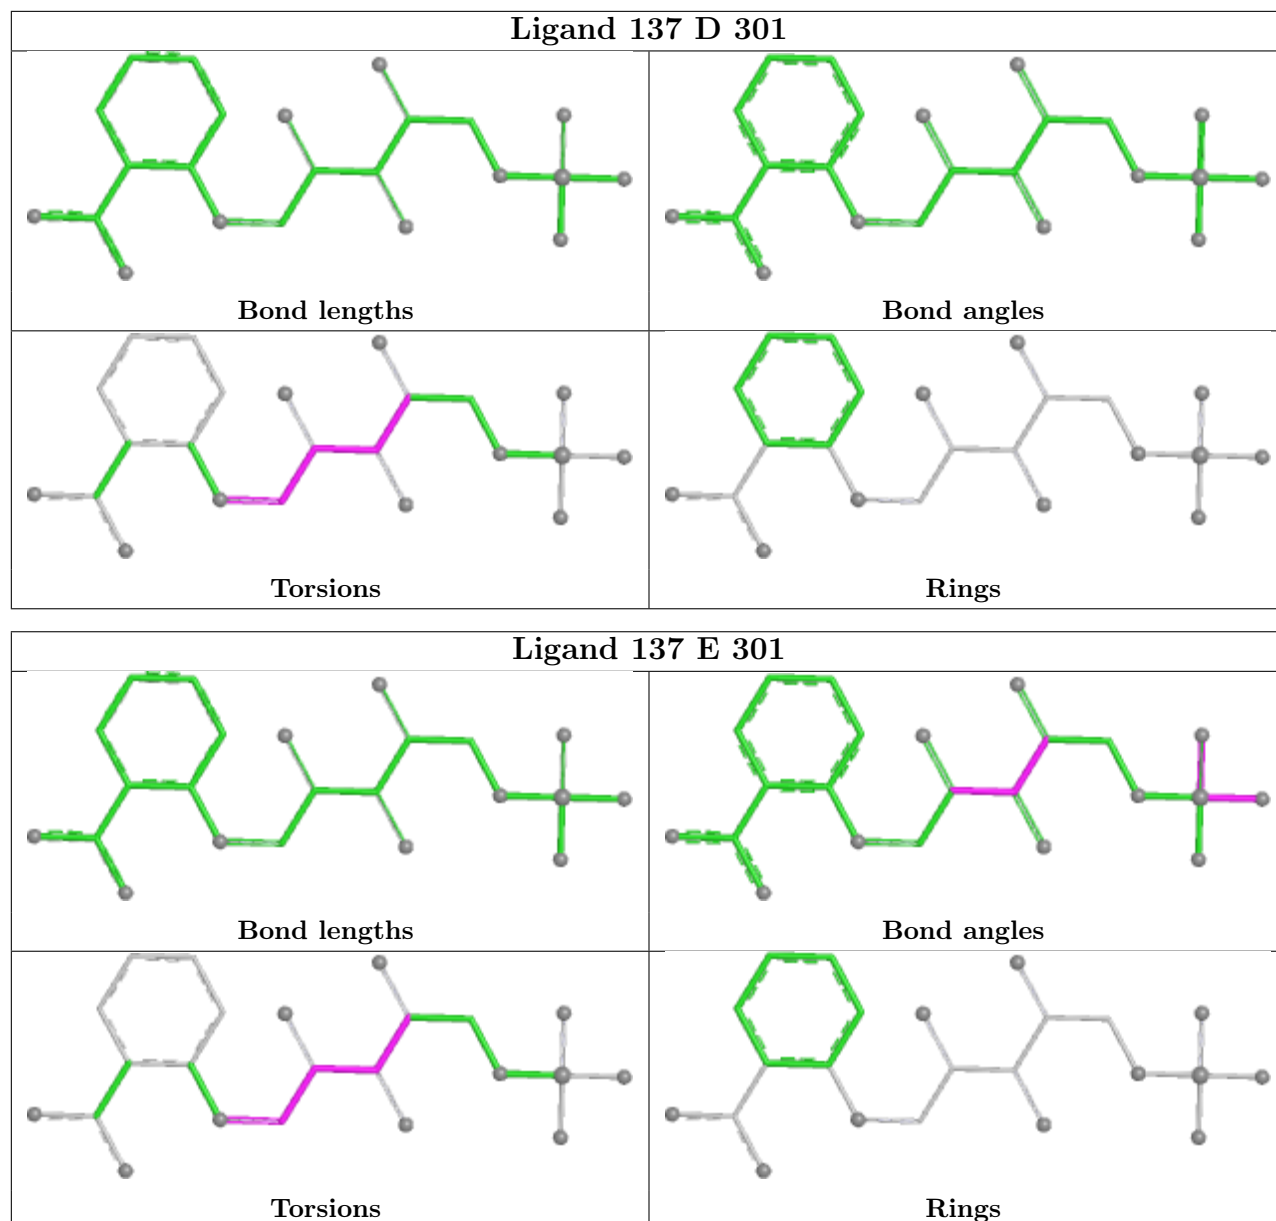 Ligand 137 D 301
Bond lengths
Bond angles
Torsions
Rings
Ligand 137 E 301
Bond lengths
Bond angles
Torsions
Rings